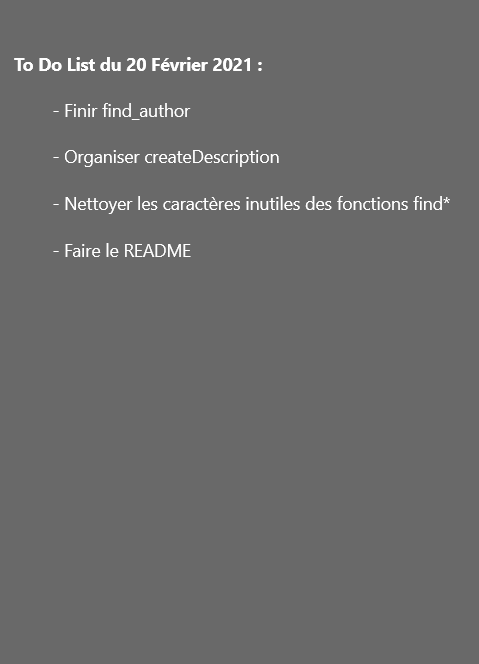 To Do List du 20 Février 2021 :
- Finir find_author
- Organiser createDescription
- Nettoyer les caractères inutiles des fonctions find*
- Faire le README